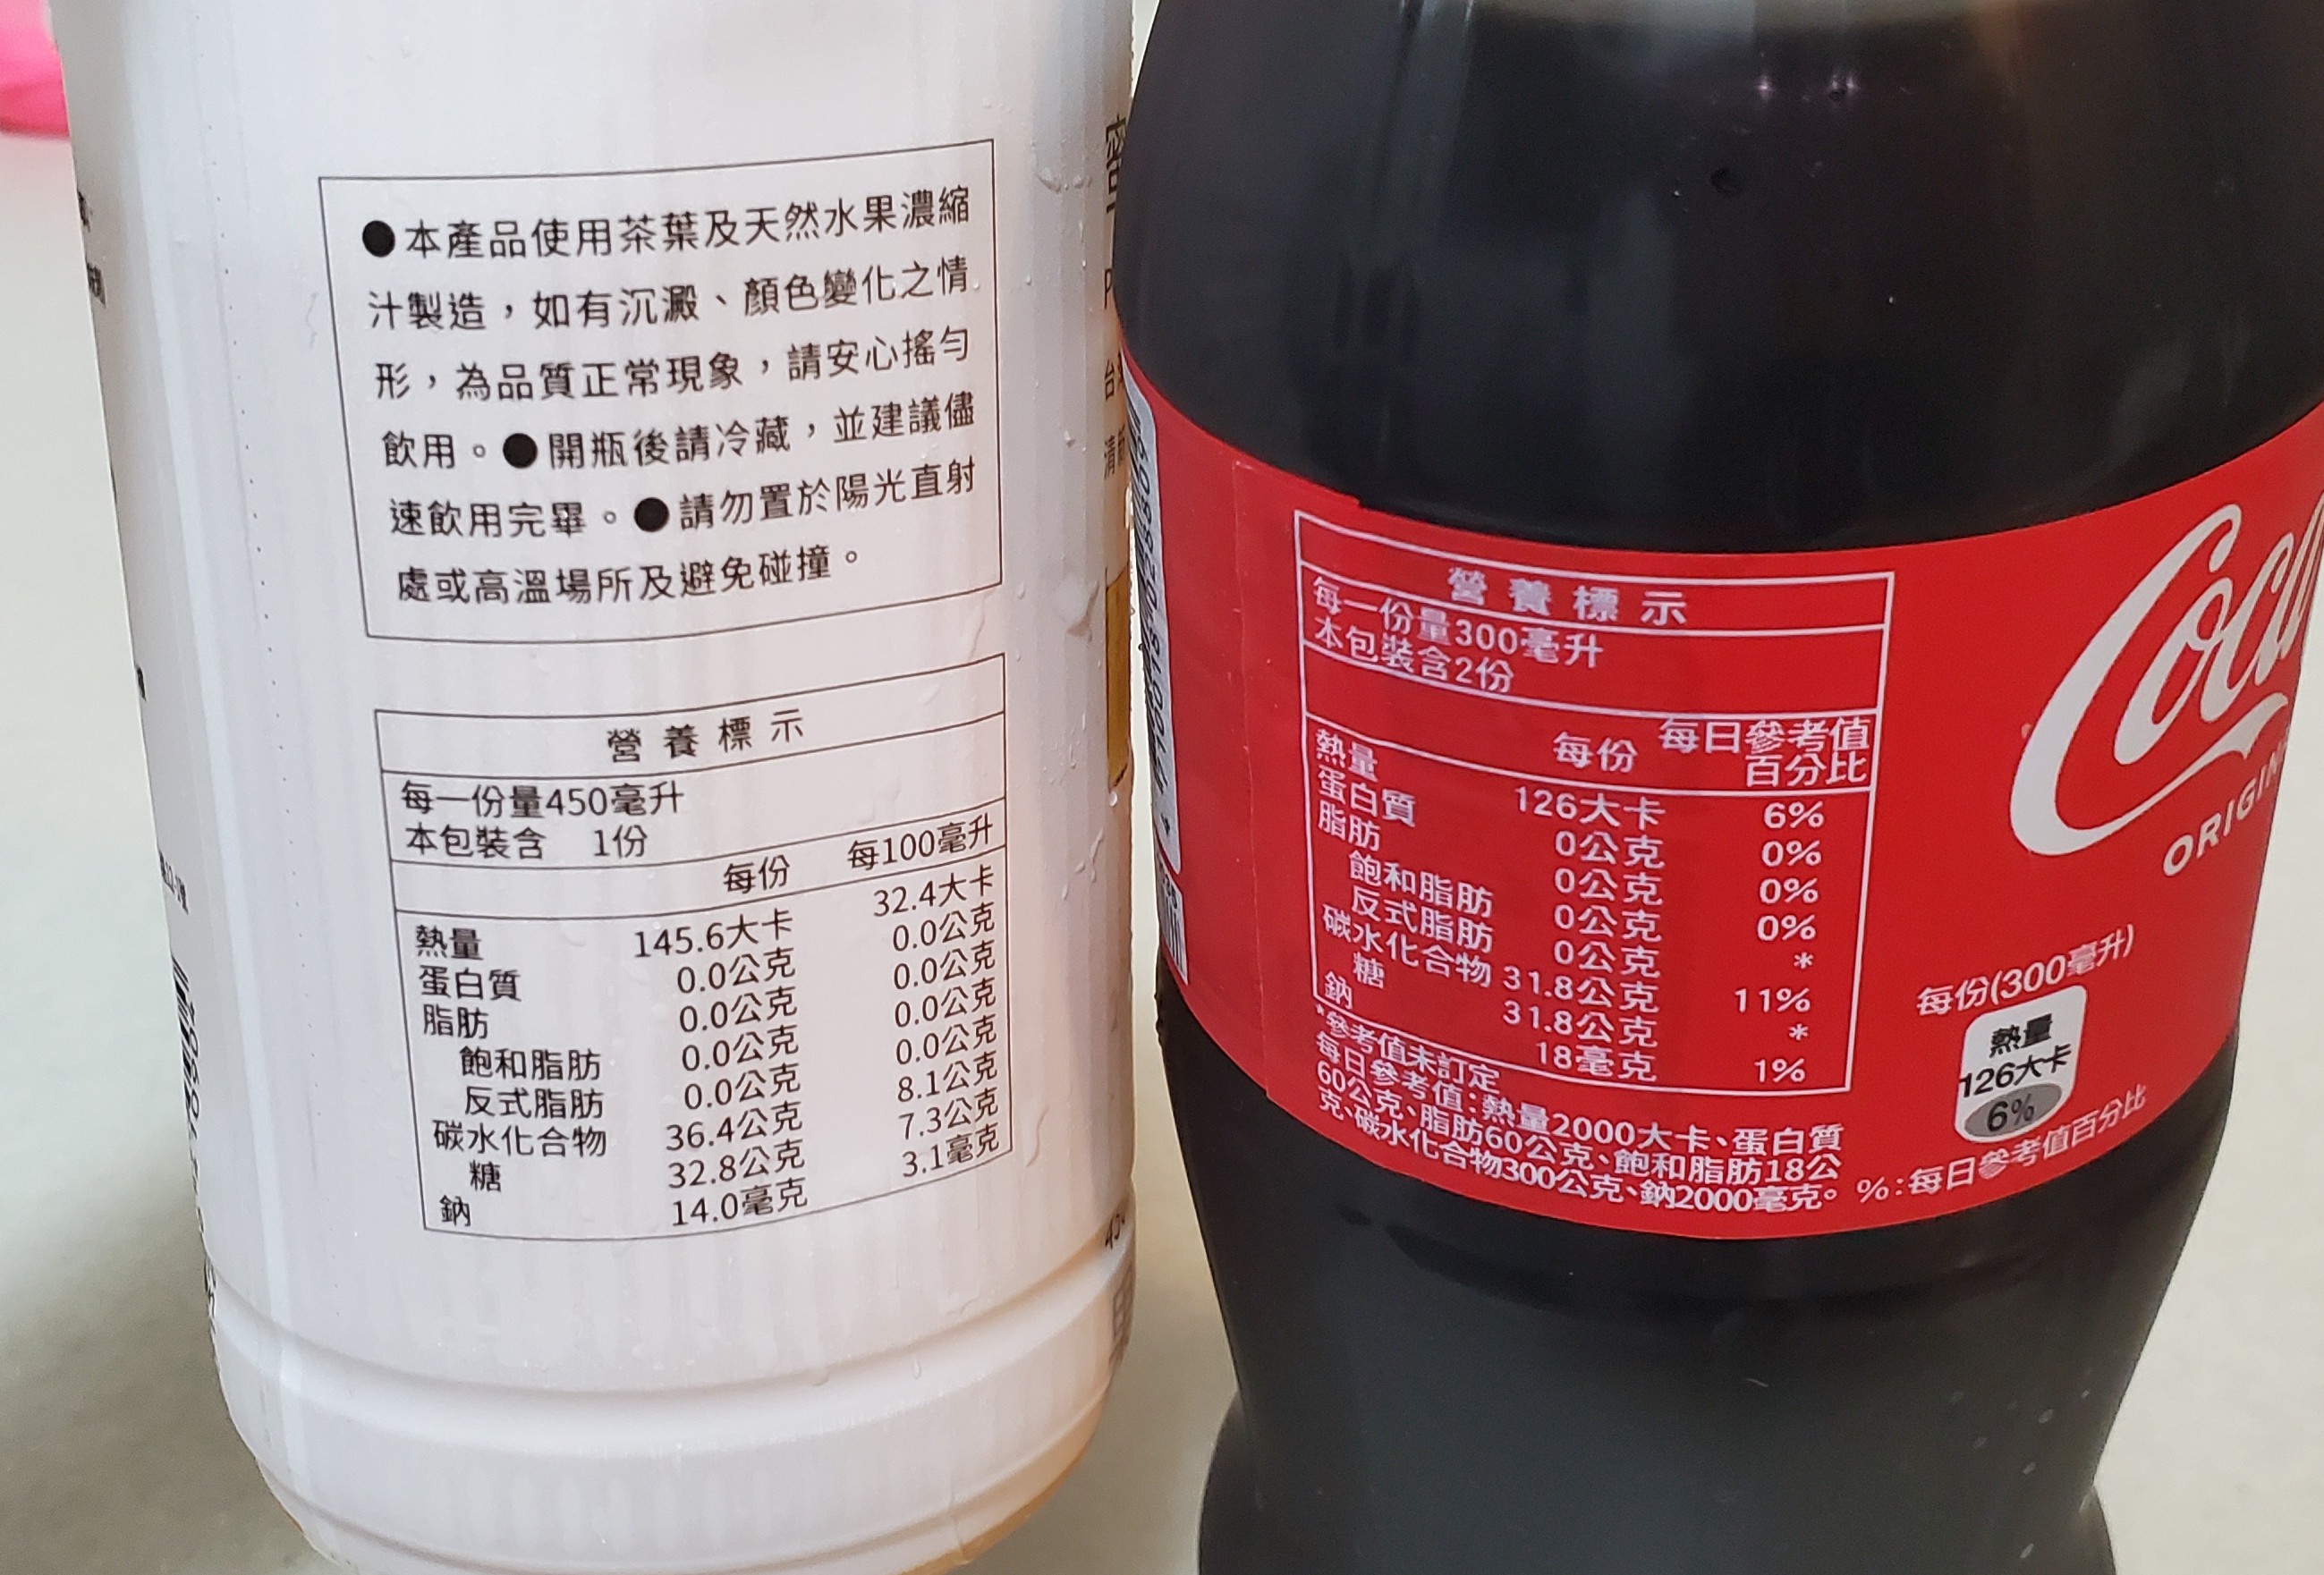 ●本產品使用茶葉及天然水果濃縮
汁製造，如有沉澱、顏色變化之情
形，為品質正常現象，請安心搖勻
飲用。●開瓶後請冷藏，並建議儘
速飲用完畢。●請勿置於陽光直射
處或高溫場所及避免碰撞。
營養標示
每一份量450毫升
本包裝含 1份
每份 每100毫升
熱量 145.6大卡 32.4大卡
蛋白質 0.0公克 0.0公克
脂肪 0.0公克 0.0公克
飽和脂肪 0.0公克 0.0公克
反式脂肪 0.0公克 0.0公克
碳水化合物 36.4公克 8.1公克
糖 32.8公克 7.3公克
鈉 14.0毫克 3.1毫克
營養標示
每一份量300毫升
本包裝含2份
每份 每日參考值
百分比
熱量 126大卡 6%
蛋白質 0公克 0%
脂肪 0公克 0%
飽和脂肪 0公克 0%
反式脂肪 0公克 *
碳水化合物 31.8公克 11%
糖 31.8公克 *
鈉 18毫克 1%
*參考值未訂定
每日參考值：熱量2000大卡、蛋白質
60公克、脂肪60公克、飽和脂肪18公
克、碳水化合物300公克、鈉2000毫克。
%：每日參考值百分比
每份(300毫升)
熱量
126大卡
6%